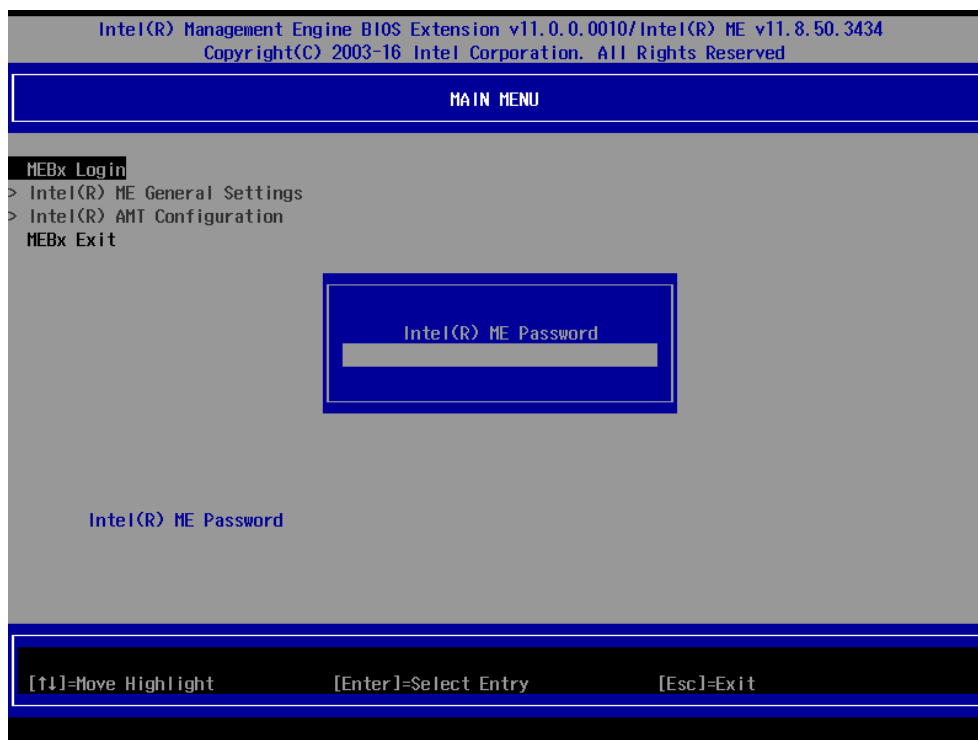 Intel(R) Management Engine BIOS Extension v11.0.0.0010/Intel(R) ME v11.8.50.3434
Copyright(C) 2003-16 Intel Corporation. All Rights Reserved
MAIN MENU
MEBx Login
> Intel(R) ME General Settings
> Intel(R) AMT Configuration
MEBx Exit
Intel(R) ME Password
Intel(R) ME Password
[↑↓]=Move Highlight [Enter]=Select Entry [Esc]=Exit